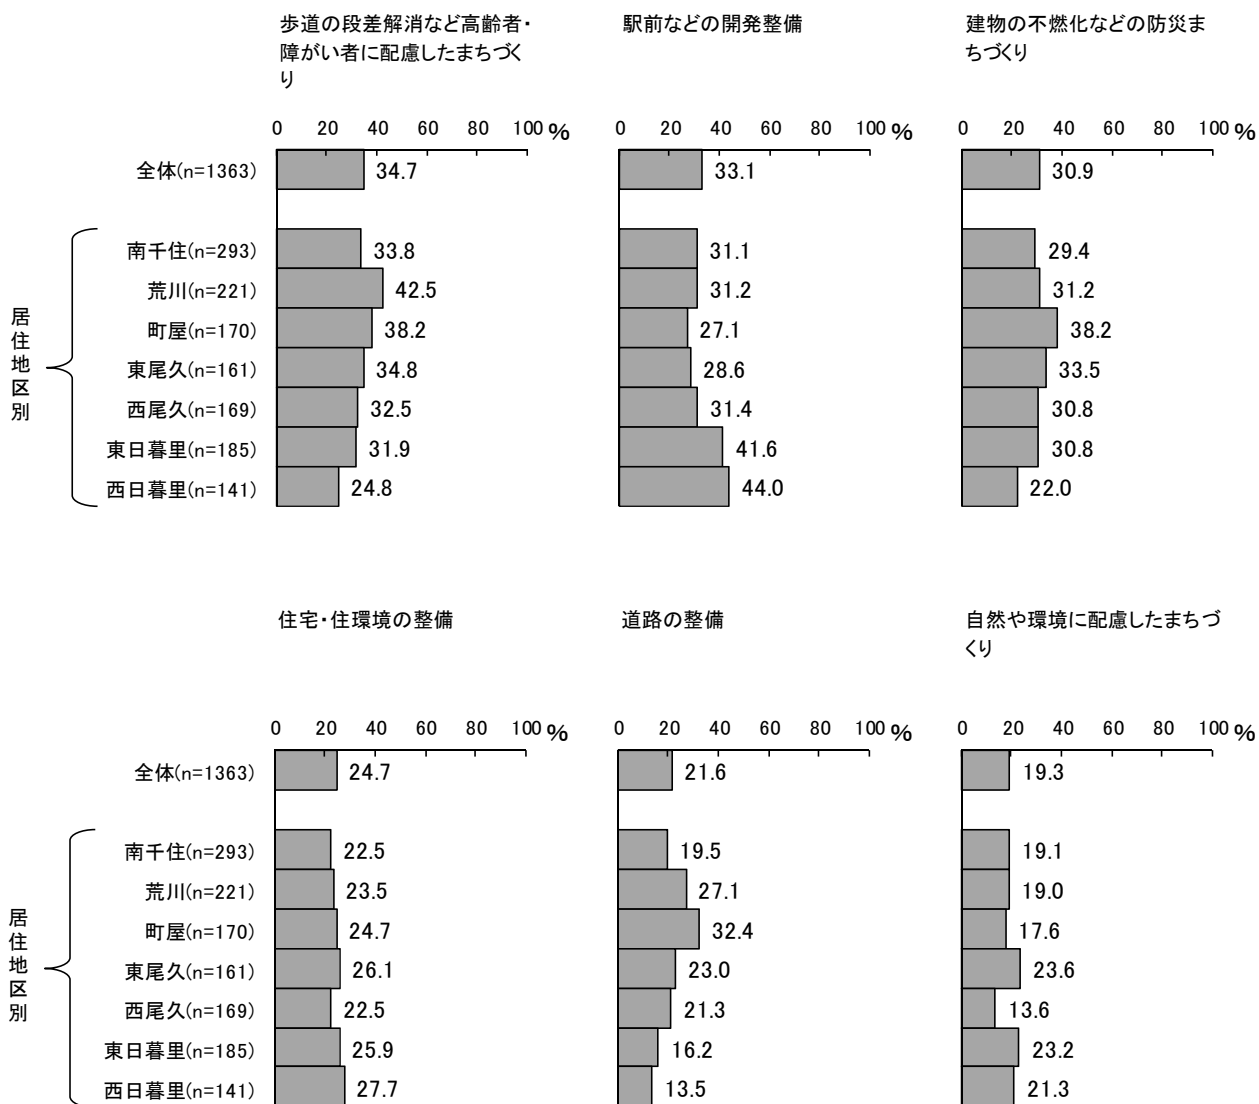 歩道の段差解消など高齢者・
障がい者に配慮したまちづく
り
駅前などの開発整備
建物の不燃化などの防災ま
ちづくり
0 20 40 60 80 100 %
0 20 40 60 80 100 %
0 20 40 60 80 100 %
全体(n=1363) 34.7 33.1 30.9
居住地区別
南千住(n=293) 33.8 31.1 29.4
荒川(n=221) 42.5 31.2 31.2
町屋(n=170) 38.2 27.1 38.2
東尾久(n=161) 34.8 28.6 33.5
西尾久(n=169) 32.5 31.4 30.8
東日暮里(n=185) 31.9 41.6 30.8
西日暮里(n=141) 24.8 44.0 22.0
住宅・住環境の整備
道路の整備
自然や環境に配慮したまちづ
くり
0 20 40 60 80 100 %
0 20 40 60 80 100 %
0 20 40 60 80 100 %
全体(n=1363) 24.7 21.6 19.3
居住地区別
南千住(n=293) 22.5 19.5 19.1
荒川(n=221) 23.5 27.1 19.0
町屋(n=170) 24.7 32.4 17.6
東尾久(n=161) 26.1 23.0 23.6
西尾久(n=169) 22.5 21.3 13.6
東日暮里(n=185) 25.9 16.2 23.2
西日暮里(n=141) 27.7 13.5 21.3